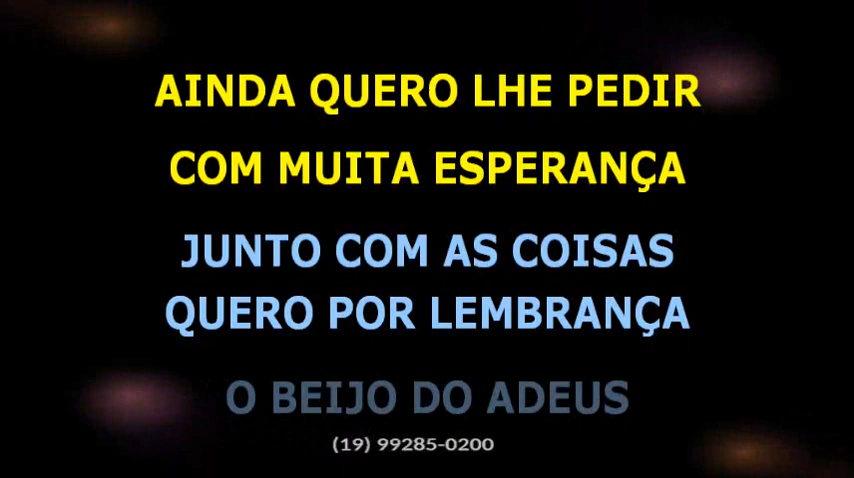 AINDA QUERO LHE PEDIR
COM MUITA ESPERANÇA
JUNTO COM AS COISAS
QUERO POR LEMBRANÇA
O BEIJO DO ADEUS
(19) 99285-0200